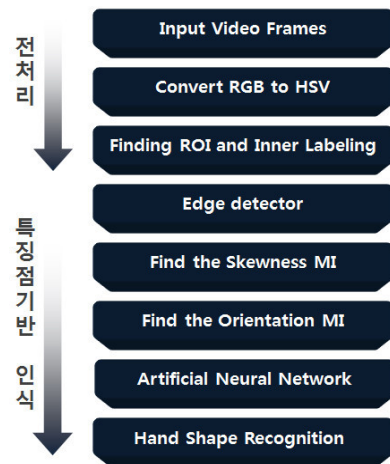 전처리
Input Video Frames
Convert RGB to HSV
Finding ROI and Inner Labeling
특징점기반 인식
Edge detector
Find the Skewness MI
Find the Orientation MI
Artificial Neural Network
Hand Shape Recognition